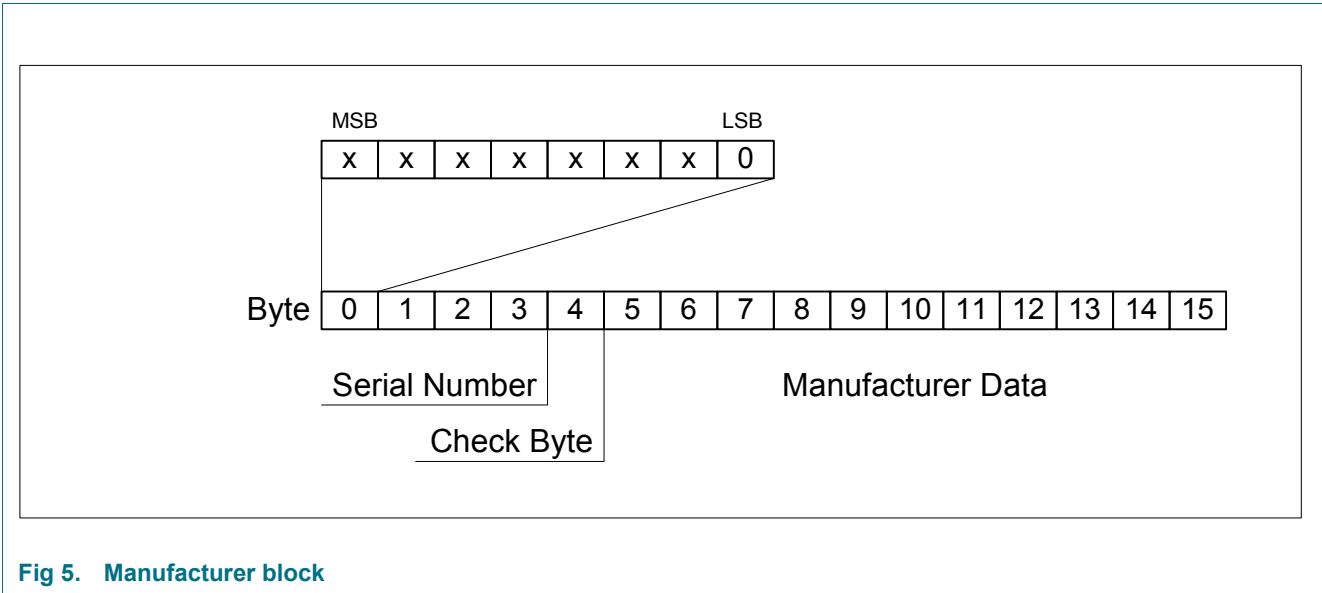 MSB LSB
x x x x x x x 0
Byte 0 1 2 3 4 5 6 7 8 9 10 11 12 13 14 15
Serial Number Manufacturer Data
Check Byte
Fig 5. Manufacturer block